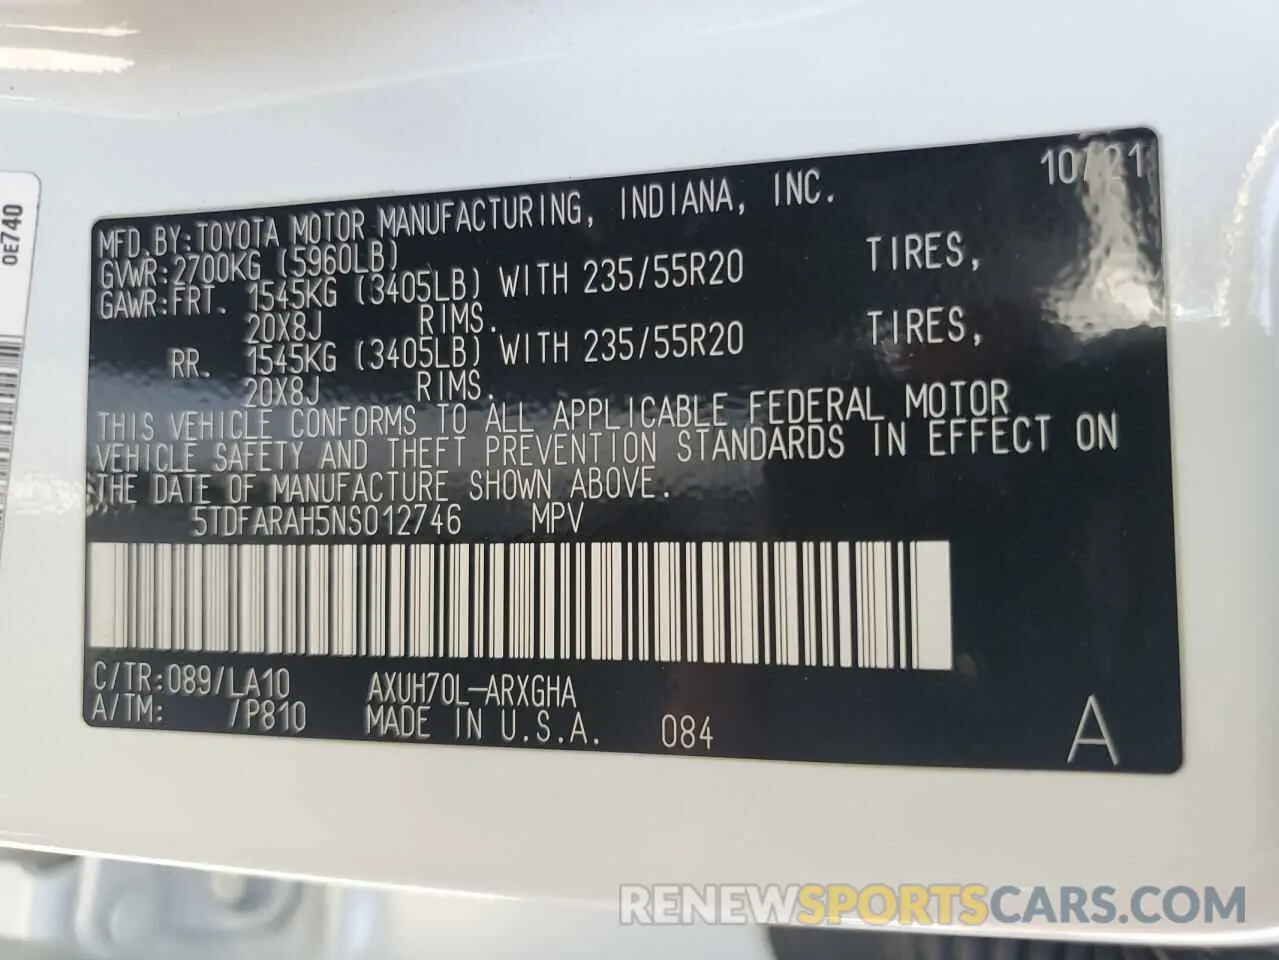 10/21
MFD.BY:TOYOTA MOTOR MANUFACTURING, INDIANA, INC.
GVWR:2700KG (5960LB)
GAWR:FRT. 1545KG (3405LB) WITH 235/55R20 TIRES,
20X8J RIMS.
RR. 1545KG (3405LB) WITH 235/55R20 TIRES,
20X8J RIMS.
THIS VEHICLE CONFORMS TO ALL APPLICABLE FEDERAL MOTOR
VEHICLE SAFETY AND THEFT PREVENTION STANDARDS IN EFFECT ON
THE DATE OF MANUFACTURE SHOWN ABOVE.
5TDFARAH5NS012746 MPV
C/TR:089/LA10 AXUH70L-ARXGHA
A/TM: /P810 MADE IN U.S.A. 084
A
0E740
RENEWSPORTSCARS.COM